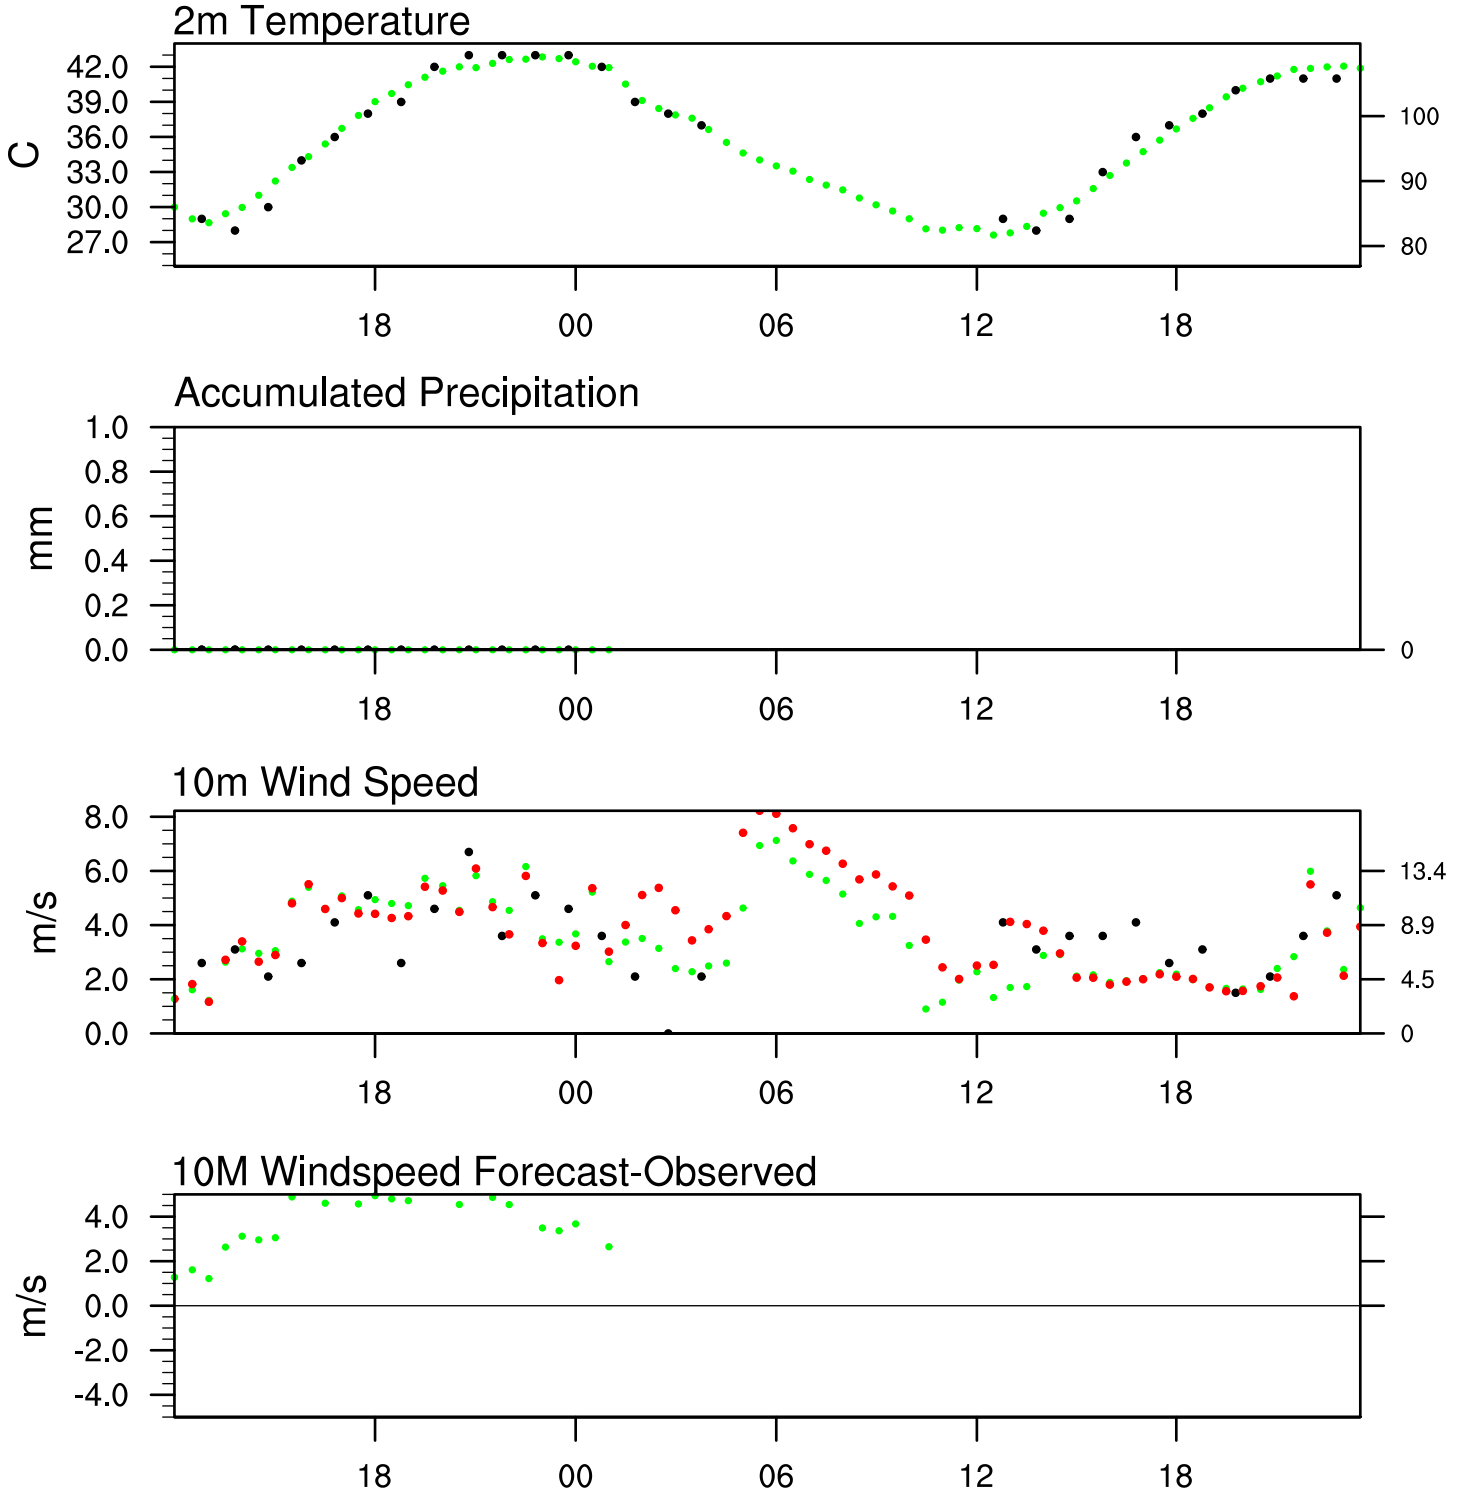 2m Temperature
42.0
39.0
36.0
33.0
30.0
27.0
C
100
90
80
18 00 06 12 18
Accumulated Precipitation
1.0
0.8
0.6
0.4
0.2
0.0
mm
0
18 00 06 12 18
10m Wind Speed
8.0
6.0
4.0
2.0
0.0
m/s
13.4
8.9
4.5
0
18 00 06 12 18
10M Windspeed Forecast-Observed
4.0
2.0
0.0
-2.0
-4.0
m/s
18 00 06 12 18